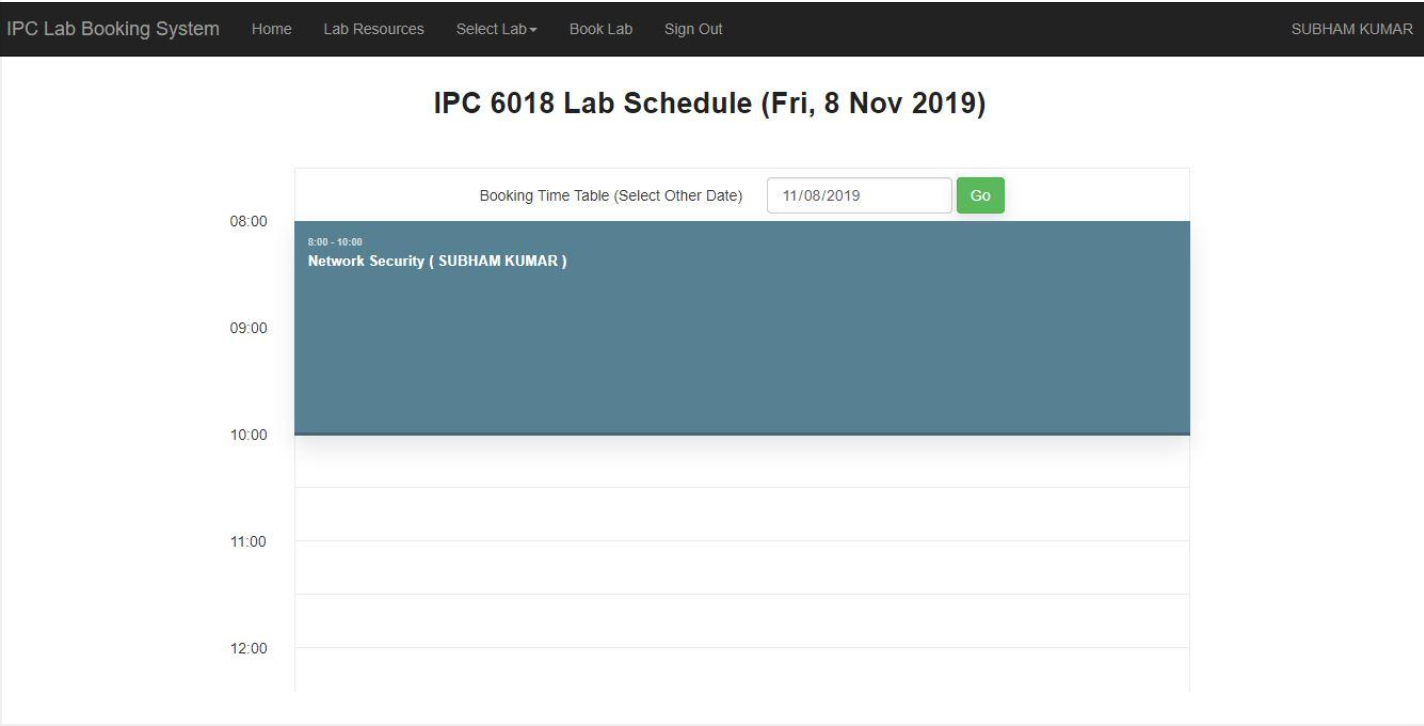 IPC Lab Booking System Home Lab Resources Select Lab Book Lab Sign Out SUBHAM KUMAR
IPC 6018 Lab Schedule (Fri, 8 Nov 2019)
Booking Time Table (Select Other Date) 11/08/2019 Go
08:00
8:00 - 10:00
Network Security ( SUBHAM KUMAR )
09:00
10:00
11:00
12:00